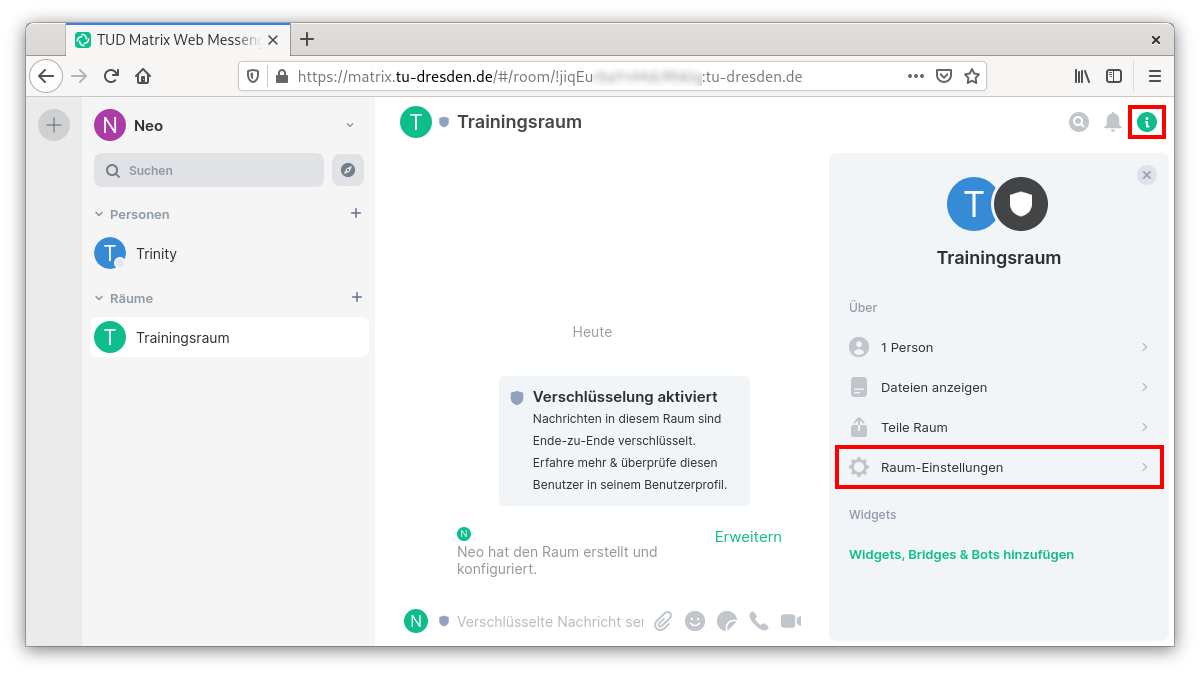 TUD Matrix Web Messeng
https://matrix.tu-dresden.de/#/room/!jiqEu :tu-dresden.de
N Neo
Suchen
Personen
T Trinity
Räume
T Trainingsraum
T Trainingsraum
Heute
Verschlüsselung aktiviert
Nachrichten in diesem Raum sind
Ende-zu-Ende verschlüsselt.
Erfahre mehr & überprüfe diesen
Benutzer in seinem Benutzerprofil.
N
Erweitern
Neo hat den Raum erstellt und
konfiguriert.
N Verschlüsselte Nachricht ser
T
Trainingsraum
Über
1 Person
Dateien anzeigen
Teile Raum
Raum-Einstellungen
Widgets
Widgets, Bridges & Bots hinzufügen